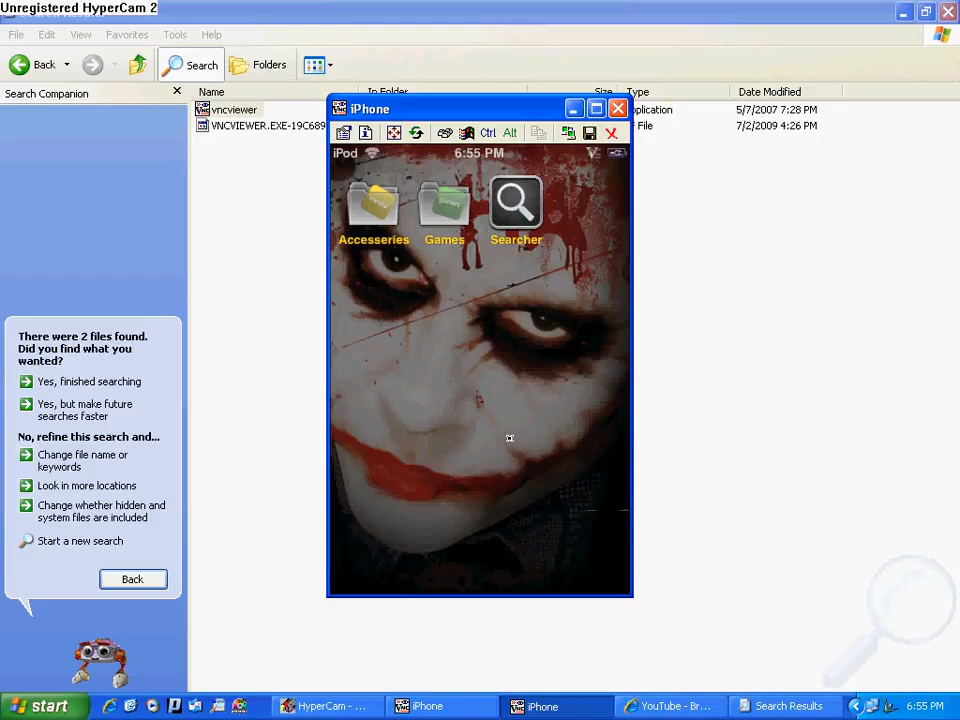 Unregistered HyperCam 2
File Edit View Favorites Tools Help
Back Search Folders
Search Companion
Name In Folder Size Type Date Modified
vncviewer pplication 5/7/2007 7:28 PM
VNCVIEWER.EXE-19C689 File 7/2/2009 4:26 PM
iPhone
Ctrl Alt
iPod 6:55 PM
media games
Accesseries Games Searcher
There were 2 files found.
Did you find what you
wanted?
Yes, finished searching
Yes, but make future
searches faster
No, refine this search and...
Change file name or
keywords
Look in more locations
Change whether hidden and
system files are included
Start a new search
Back
start HyperCam - ... iPhone iPhone YouTube - Br... Search Results 6:55 PM